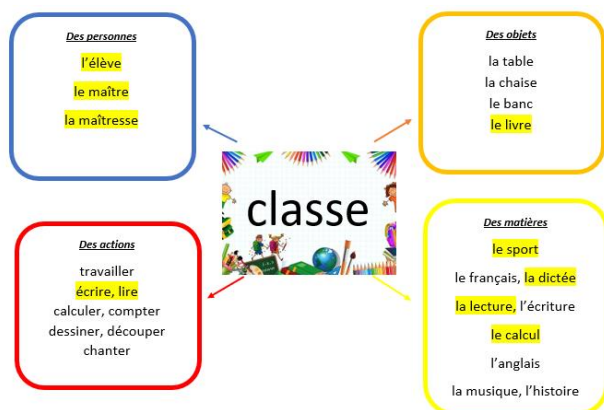 Des personnes
l'élève
le maître
la maîtresse
Des objets
la table
la chaise
le banc
le livre
classe
Des actions
travailler
écrire, lire
calculer, compter
dessiner, découper
chanter
Des matières
le sport
le français, la dictée
la lecture, l'écriture
le calcul
l'anglais
la musique, l'histoire